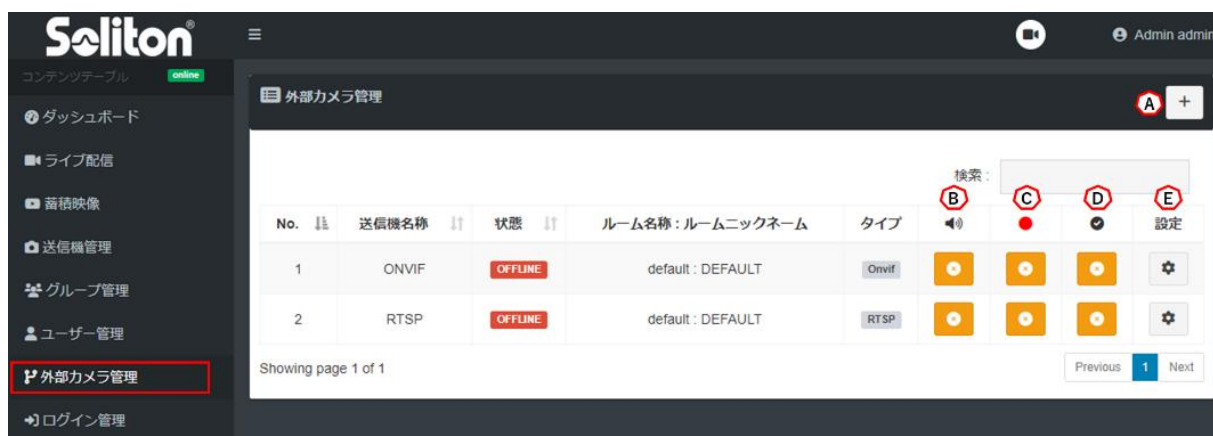 Soliton®
Admin admin
コンテンツテーブル online
ダッシュボード
ライブ配信
蓄積映像
送信機管理
グループ管理
ユーザー管理
外部カメラ管理
ログイン管理
外部カメラ管理
A +
検索 :
B C D E
No. 送信機名称 状態 ルーム名称 : ルームニックネーム タイプ 設定
1 ONVIF OFFLINE default : DEFAULT Onvif
2 RTSP OFFLINE default : DEFAULT RTSP
Showing page 1 of 1
Previous 1 Next